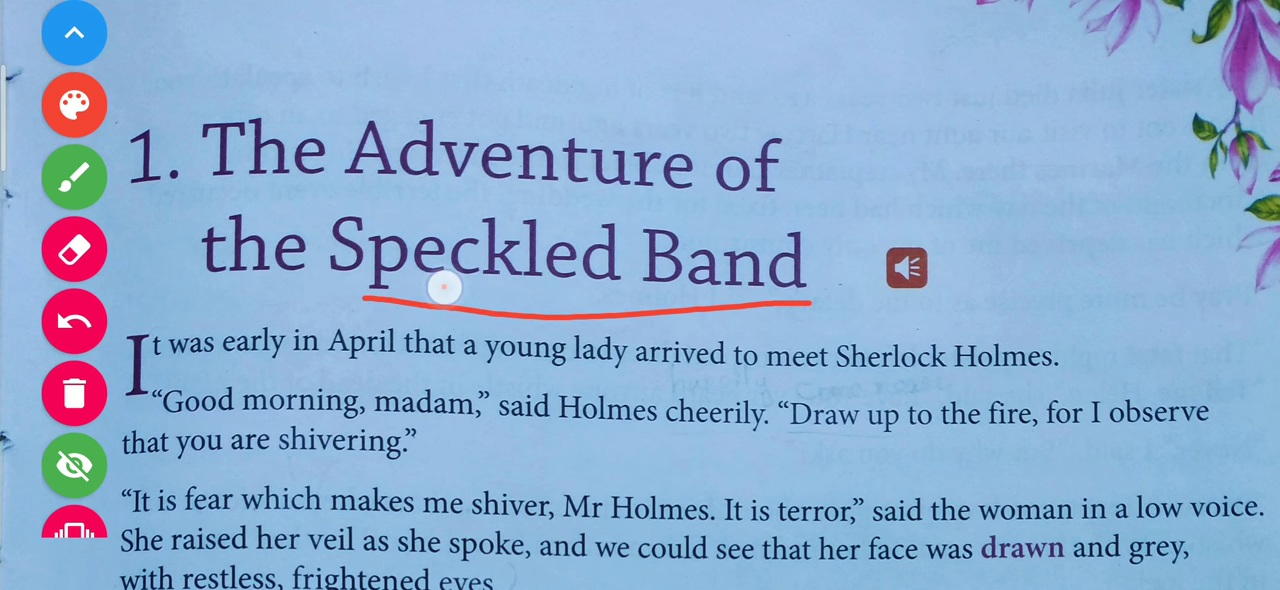 1. The Adventure of
the Speckled Band
It was early in April that a young lady arrived to meet Sherlock Holmes.
“Good morning, madam,” said Holmes cheerily. “Draw up to the fire, for I observe
that you are shivering.”
“It is fear which makes me shiver, Mr Holmes. It is terror,” said the woman in a low voice.
She raised her veil as she spoke, and we could see that her face was drawn and grey,
with restless, frightened eyes